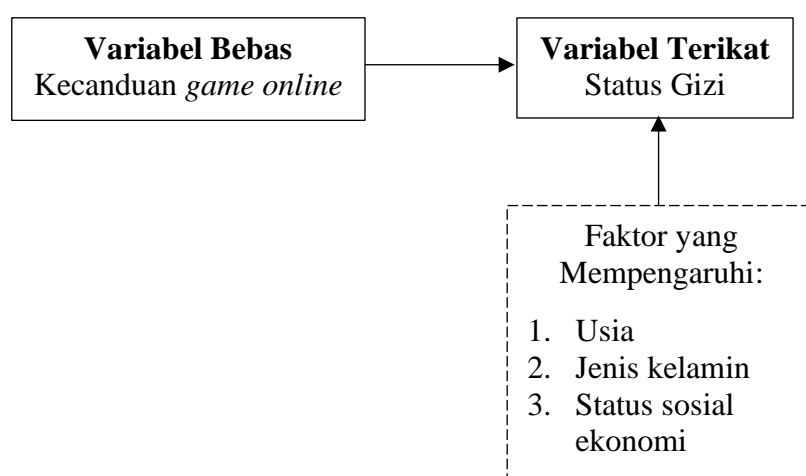 Variabel Bebas
Kecanduan game online
Variabel Terikat
Status Gizi
Faktor yang
Mempengaruhi:
1. Usia
2. Jenis kelamin
3. Status sosial
ekonomi